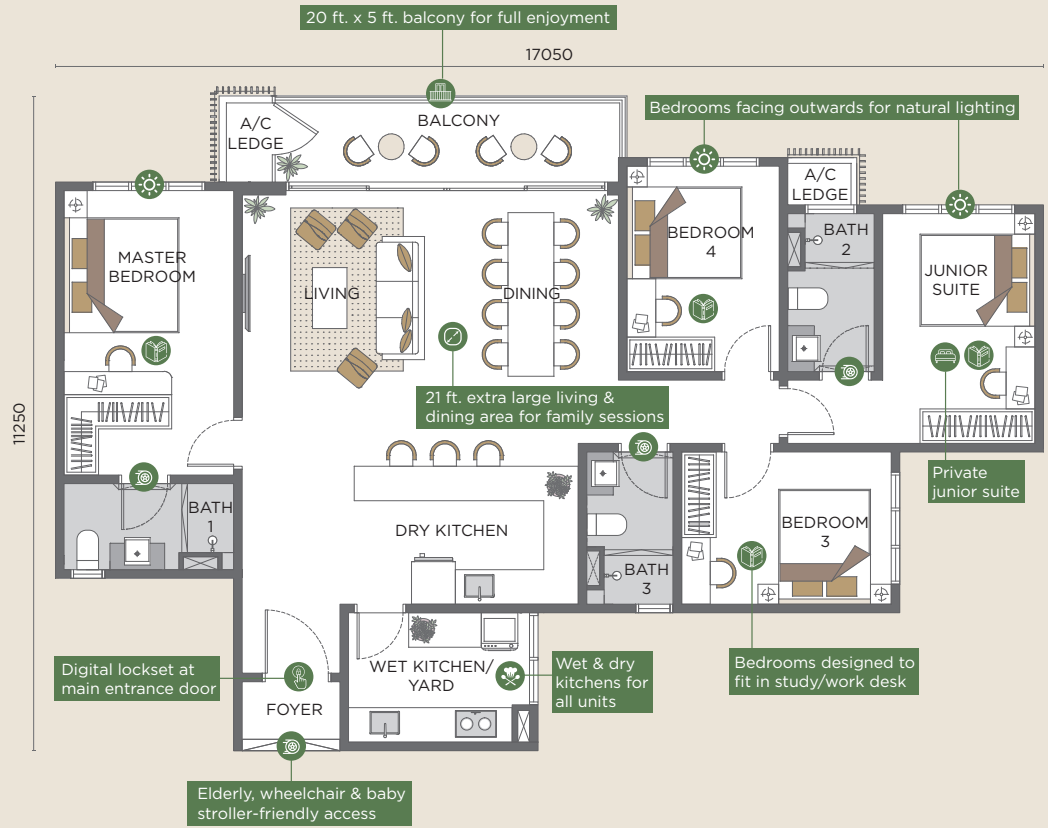 20 ft. x 5 ft. balcony for full enjoyment
17050
11250
A/C
LEDGE
BALCONY
Bedrooms facing outwards for natural lighting
A/C
LEDGE
MASTER
BEDROOM
LIVING
DINING
BEDROOM
4
BATH
2
JUNIOR
SUITE
21 ft. extra large living &
dining area for family sessions
Private
junior suite
BATH
1
DRY KITCHEN
BATH
3
BEDROOM
3
Digital lockset at
main entrance door
FOYER
WET KITCHEN/
YARD
Wet & dry
kitchens for
all units
Bedrooms designed to
fit in study/work desk
Elderly, wheelchair & baby
stroller-friendly access